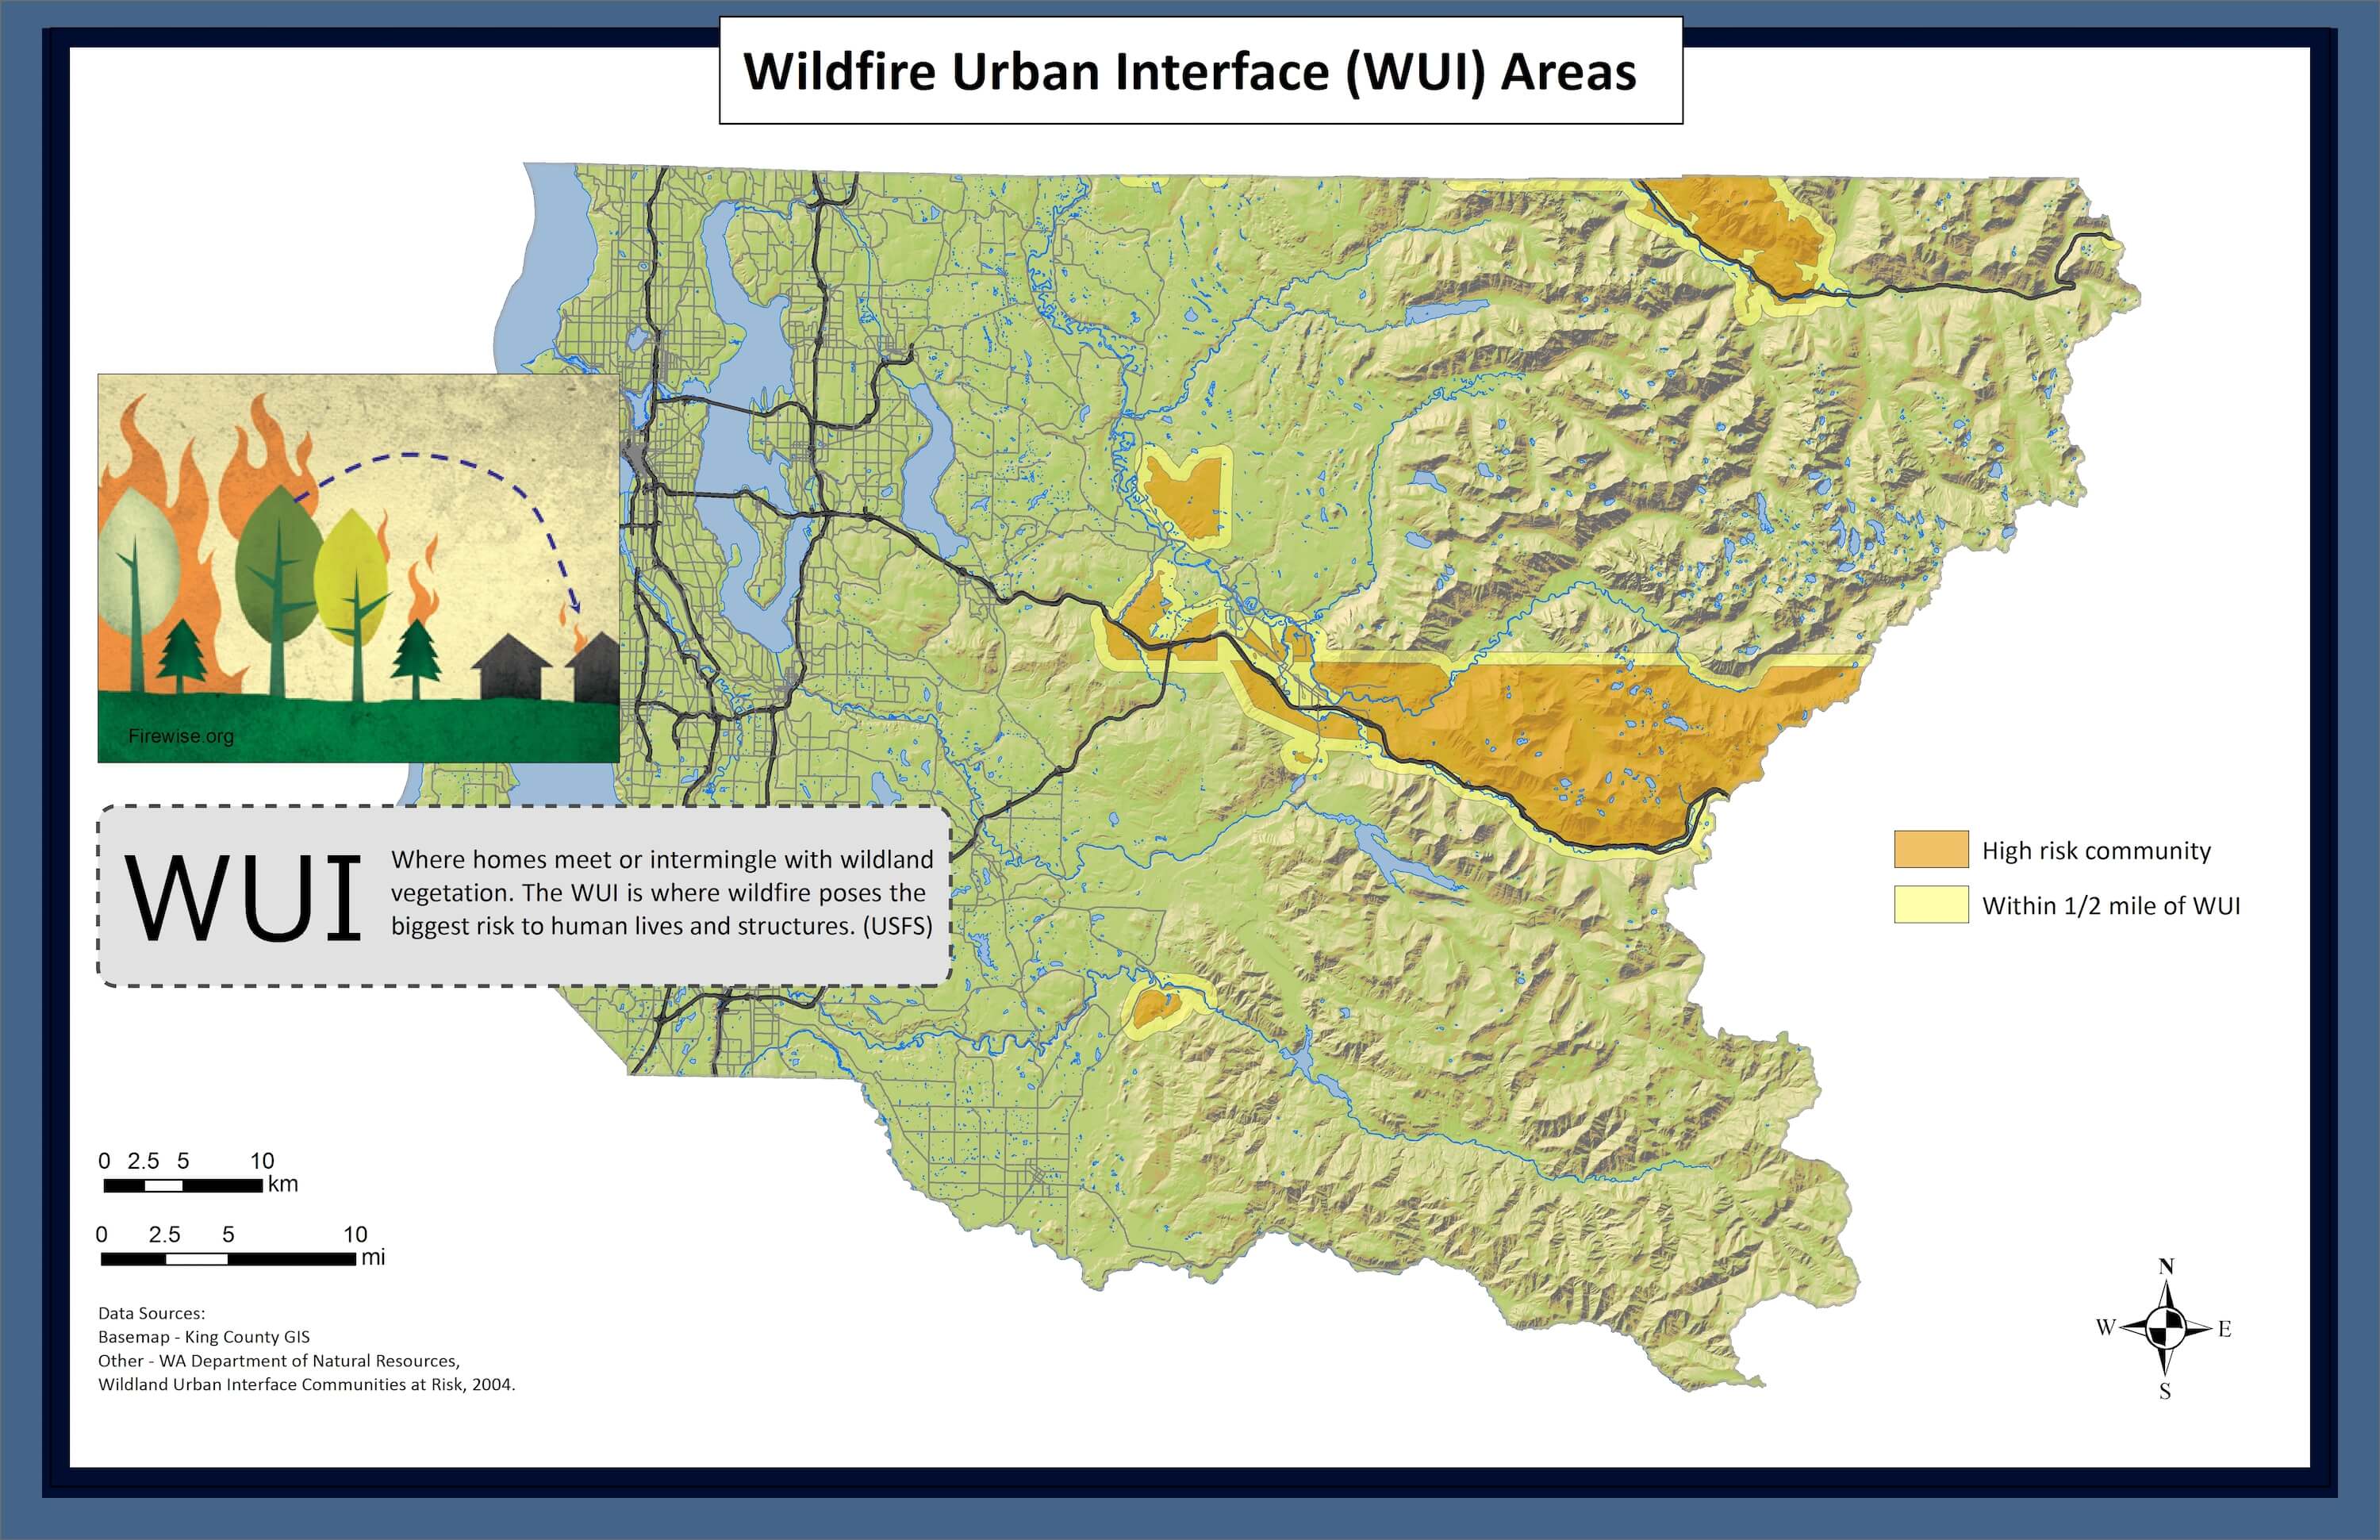 Wildfire Urban Interface (WUI) Areas
Firewise.org
WUI
Where homes meet or intermingle with wildland
vegetation. The WUI is where wildfire poses the
biggest risk to human lives and structures. (USFS)
High risk community
Within 1/2 mile of WUI
0 2.5 5 10
km
0 2.5 5 10
mi
Data Sources:
Basemap - King County GIS
Other - WA Department of Natural Resources,
Wildland Urban Interface Communities at Risk, 2004.
N
W E
S